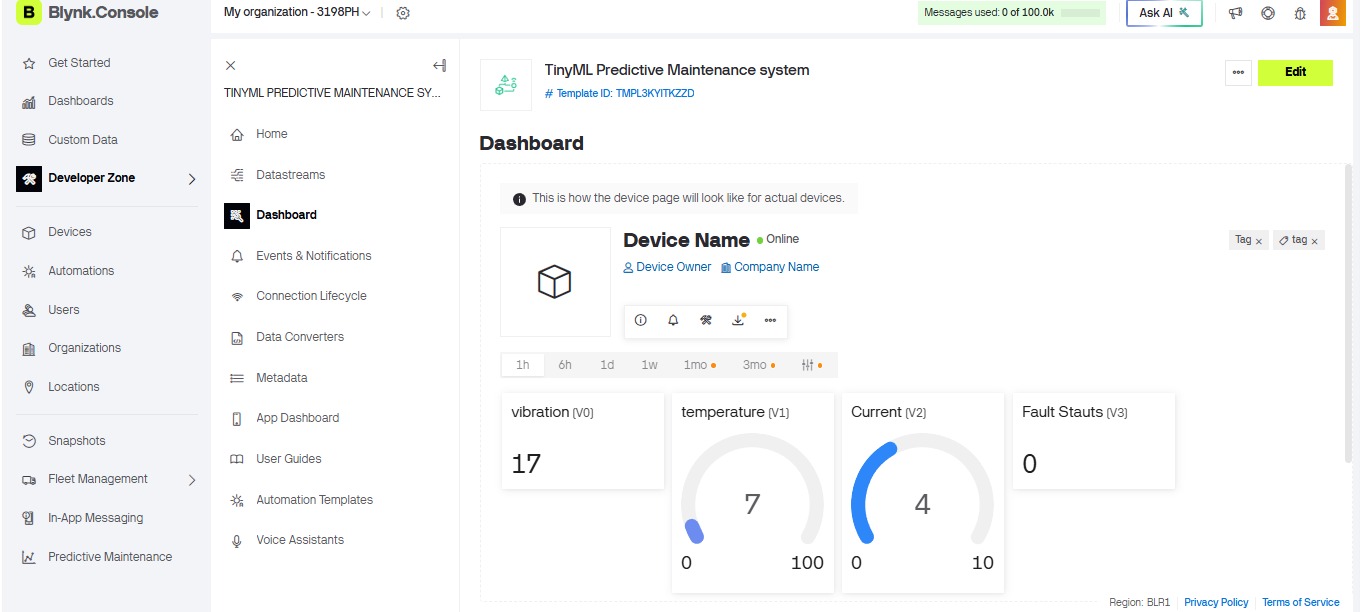 B Blynk.Console
My organization - 3198PH
Messages used: 0 of 100.0k
Ask AI
Get Started
Dashboards
Custom Data
Developer Zone
Devices
Automations
Users
Organizations
Locations
Snapshots
Fleet Management
In-App Messaging
Predictive Maintenance
TINYML PREDICTIVE MAINTENANCE SY...
Home
Datastreams
Dashboard
Events & Notifications
Connection Lifecycle
Data Converters
Metadata
App Dashboard
User Guides
Automation Templates
Voice Assistants
TinyML Predictive Maintenance system
# Template ID: TMPL3KYITKZZD
Edit
Dashboard
This is how the device page will look like for actual devices.
Device Name Online
Tag × tag ×
Device Owner Company Name
1h 6h 1d 1w 1mo 3mo
vibration (V0)
17
temperature (V1)
7
0 100
Current (V2)
4
0 10
Fault Stauts (V3)
0
Region: BLR1 Privacy Policy Terms of Service